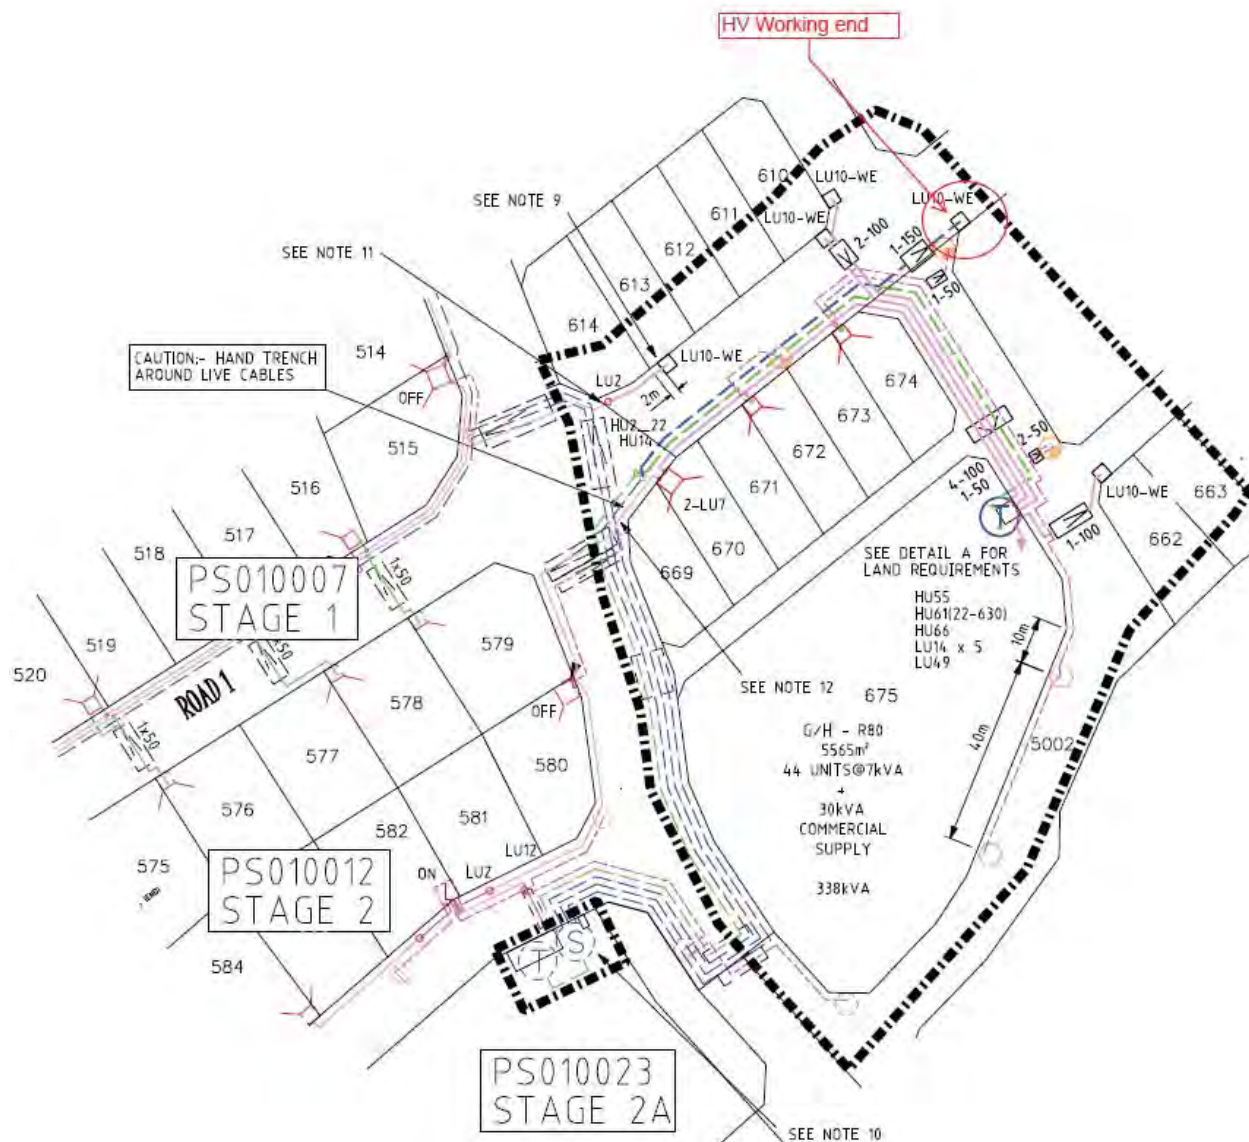 HV Working end
610
LU10-WE
LU10-WE
611
LU10-WE
2-100
1-150
SEE NOTE 9
612
SEE NOTE 11
613
1-50
614
514
CAUTION:- HAND TRENCH
AROUND LIVE CABLES
LU10-WE
674
OFF
LU2
2m
673
HU2_22
HU14
515
672
2-50
671
4-100
1-50
516
2-LU7
LU10-WE
663
T
1-100
517
670
662
518
SEE DETAIL A FOR
LAND REQUIREMENTS
PS010007
STAGE 1
1x50
669
HU55
HU61(22-630)
HU66
LU14 x 5
LU49
10m
519
579
520
SEE NOTE 12
675
ROAD 1
578
OFF
G/H - R80
5565m²
44 UNITS@7kVA
+
30kVA
COMMERCIAL
SUPPLY
338kVA
40m
5002
1x50
577
580
576
581
582
LU12
575
PS010012
STAGE 2
ON
LU2
584
T
S
PS010023
STAGE 2A
SEE NOTE 10